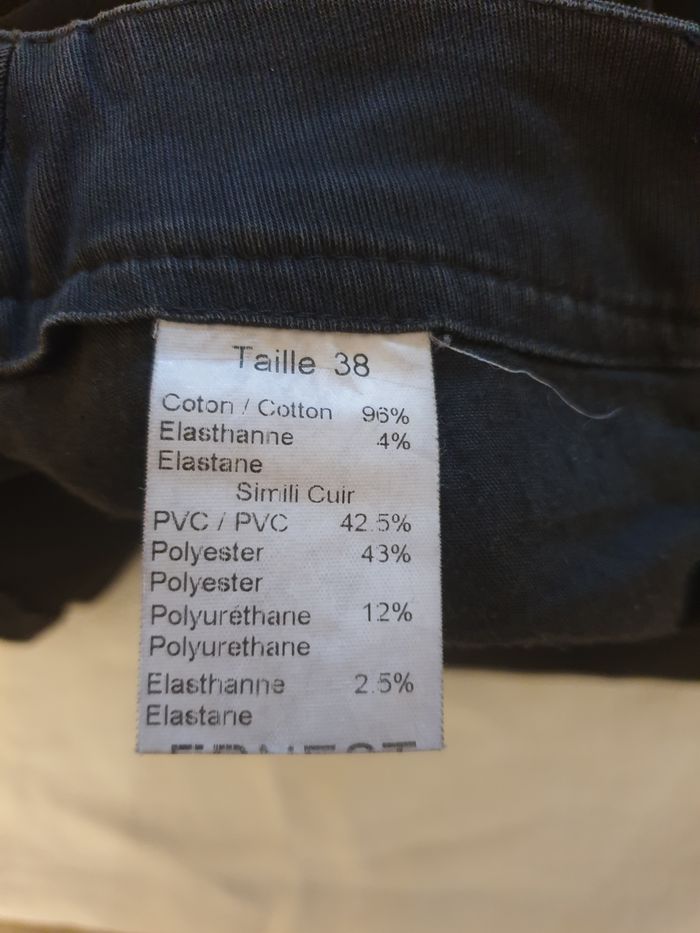 Taille 38
Coton / Cotton 96%
Elasthanne 4%
Elastane
Simili Cuir
PVC / PVC 42.5%
Polyester 43%
Polyester
Polyuréthane 12%
Polyurethane
Elasthanne 2.5%
Elastane